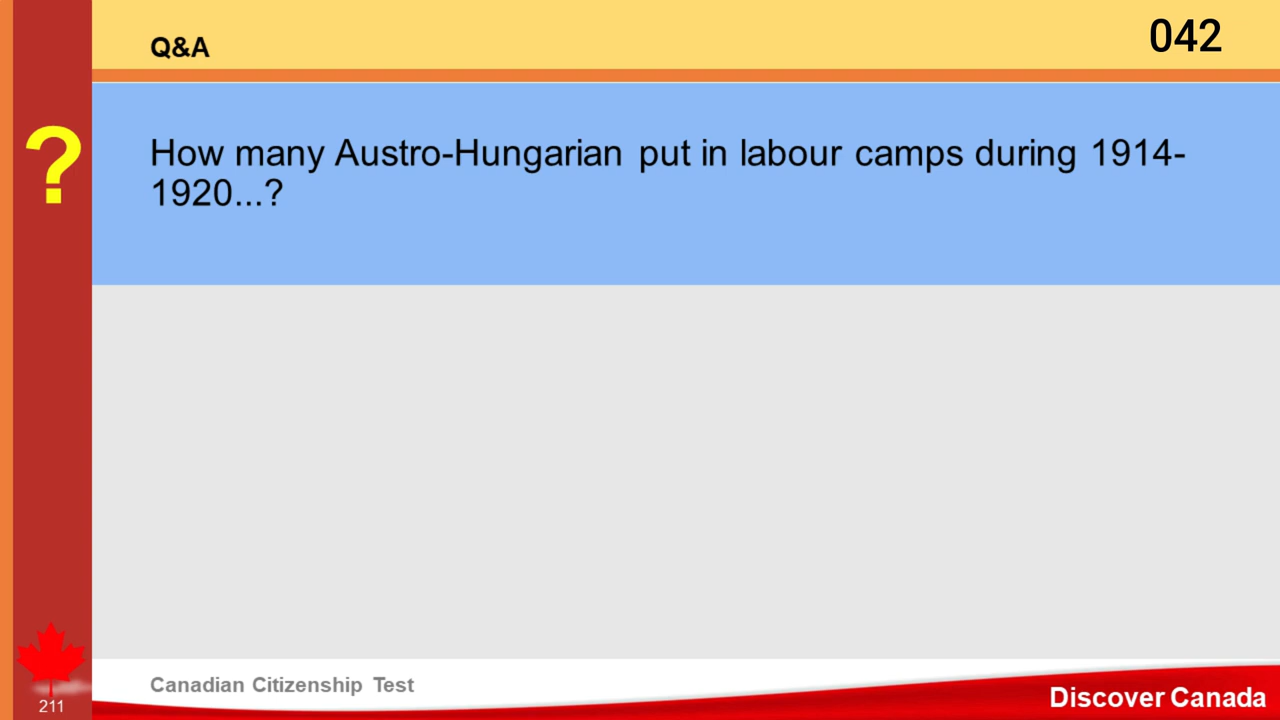 Q&A
042
?
How many Austro-Hungarian put in labour camps during 1914-
1920...?
Canadian Citizenship Test
211
Discover Canada